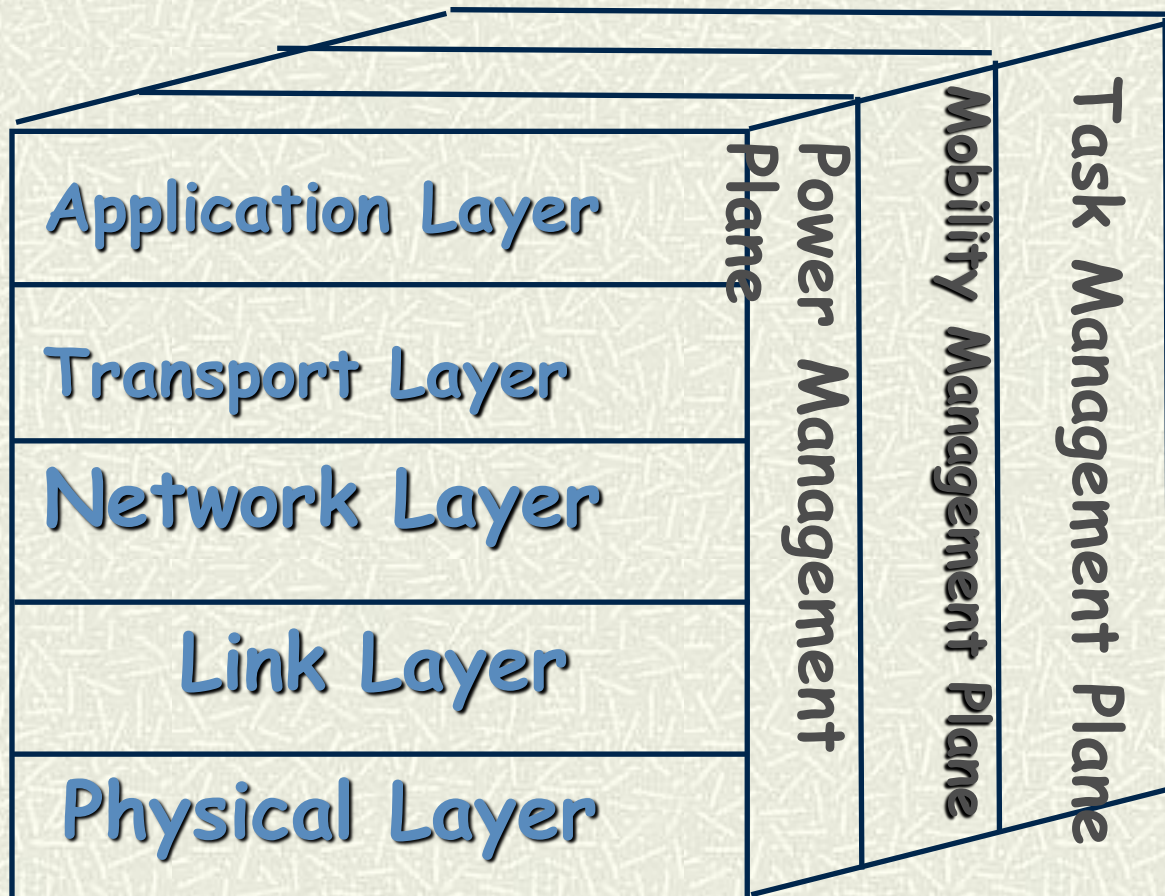 Application Layer
Transport Layer
Network Layer
Link Layer
Physical Layer
Power Management
Plane
Mobility Management Plane
Task Management Plane